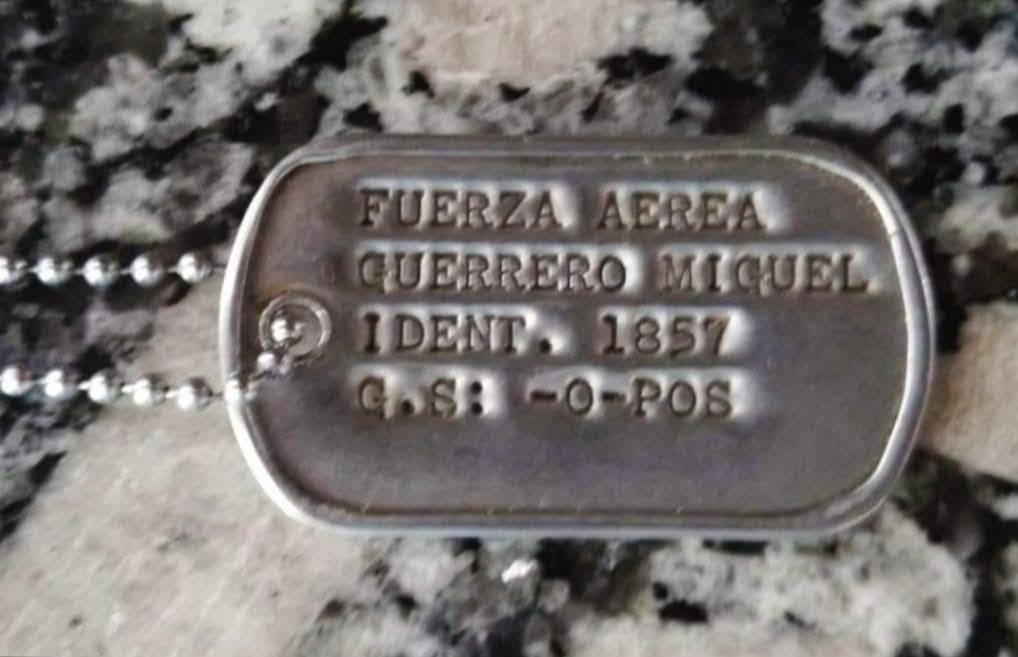 FUERZA AEREA
GUERRERO MIGUEL
IDENT. 1857
G.S: -O-POS